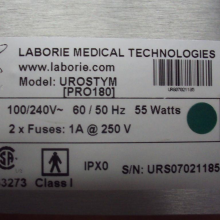 LABORIE MEDICAL TECHNOLOGIES
www.laborie.com
Model: UROSTYM
[PRO180]
100/240V~ 60 / 50 Hz 55 Watts
2 x Fuses: 1A @ 250 V
IPX0 S/N: URS07021185
03273 Class I